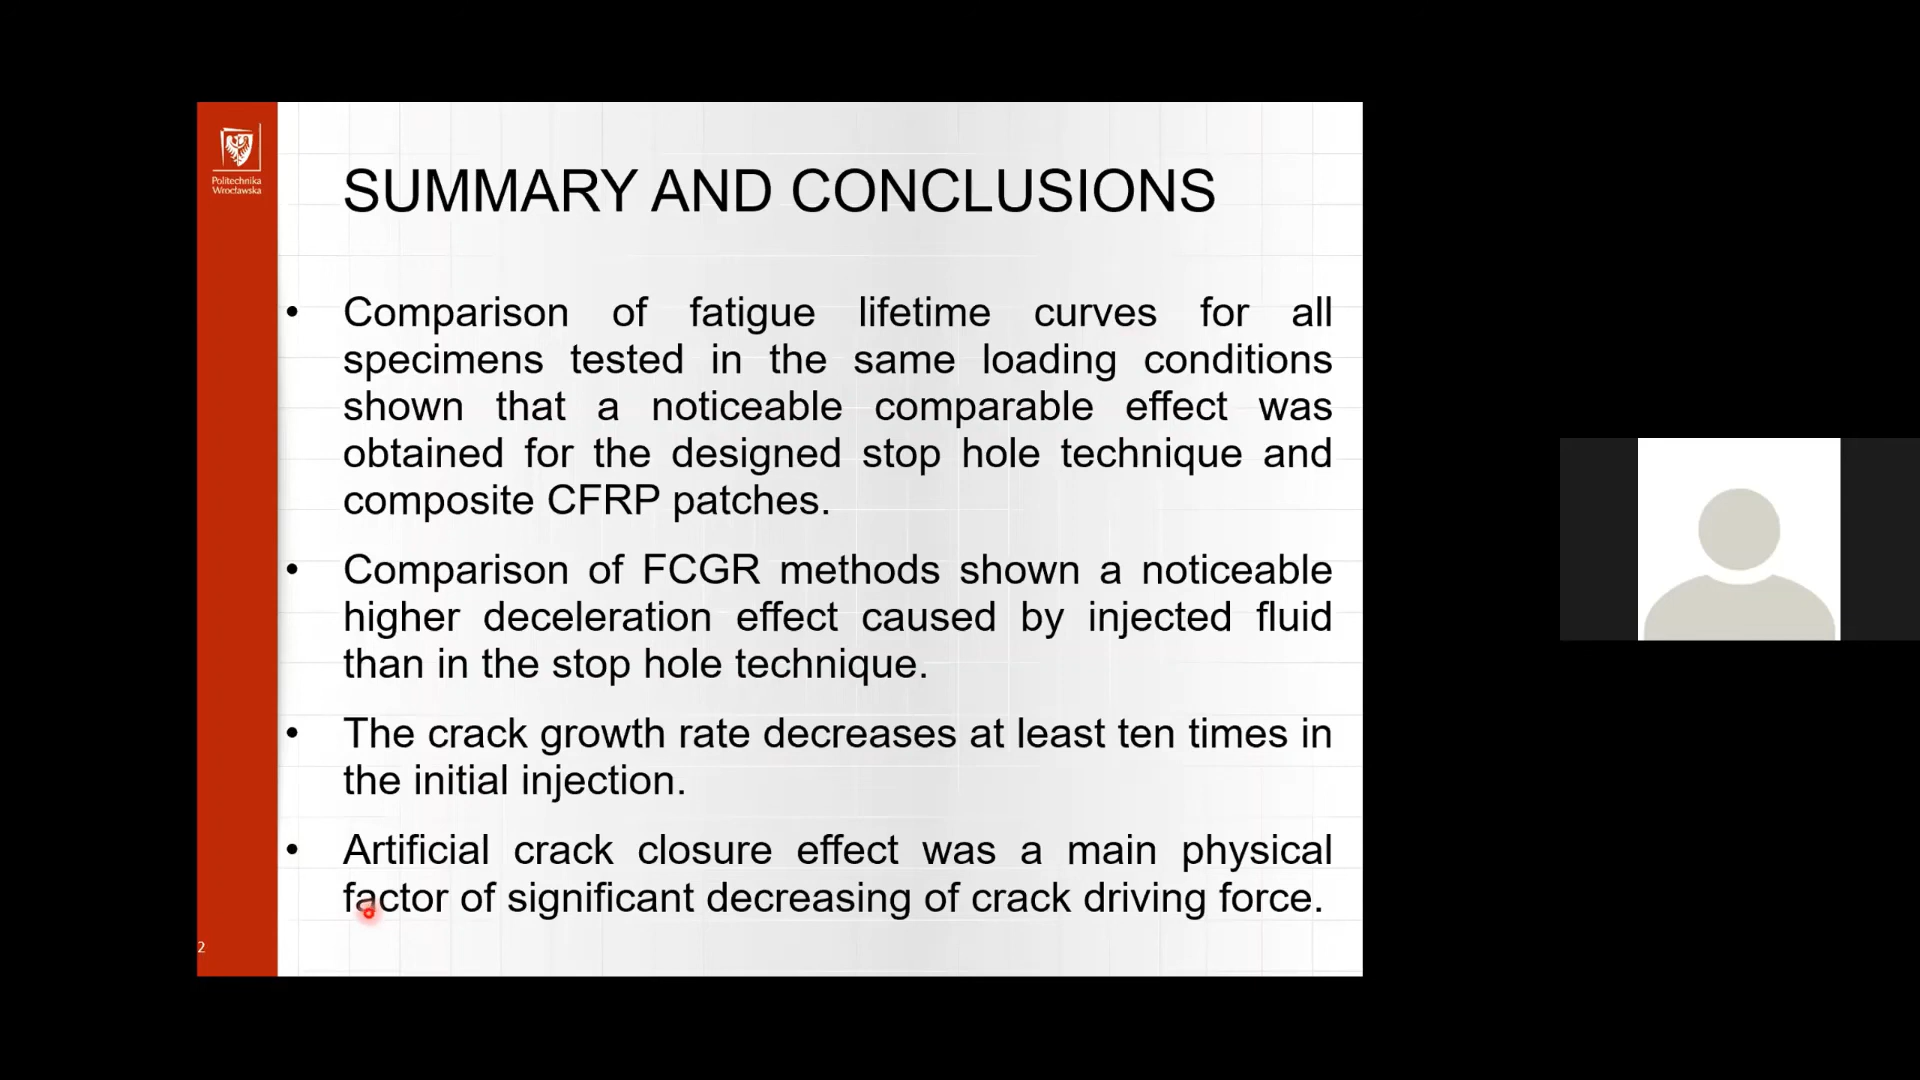 Politechnika
Wrocławska
SUMMARY AND CONCLUSIONS
• Comparison of fatigue lifetime curves for all
specimens tested in the same loading conditions
shown that a noticeable comparable effect was
obtained for the designed stop hole technique and
composite CFRP patches.
• Comparison of FCGR methods shown a noticeable
higher deceleration effect caused by injected fluid
than in the stop hole technique.
• The crack growth rate decreases at least ten times in
the initial injection.
• Artificial crack closure effect was a main physical
factor of significant decreasing of crack driving force.
2